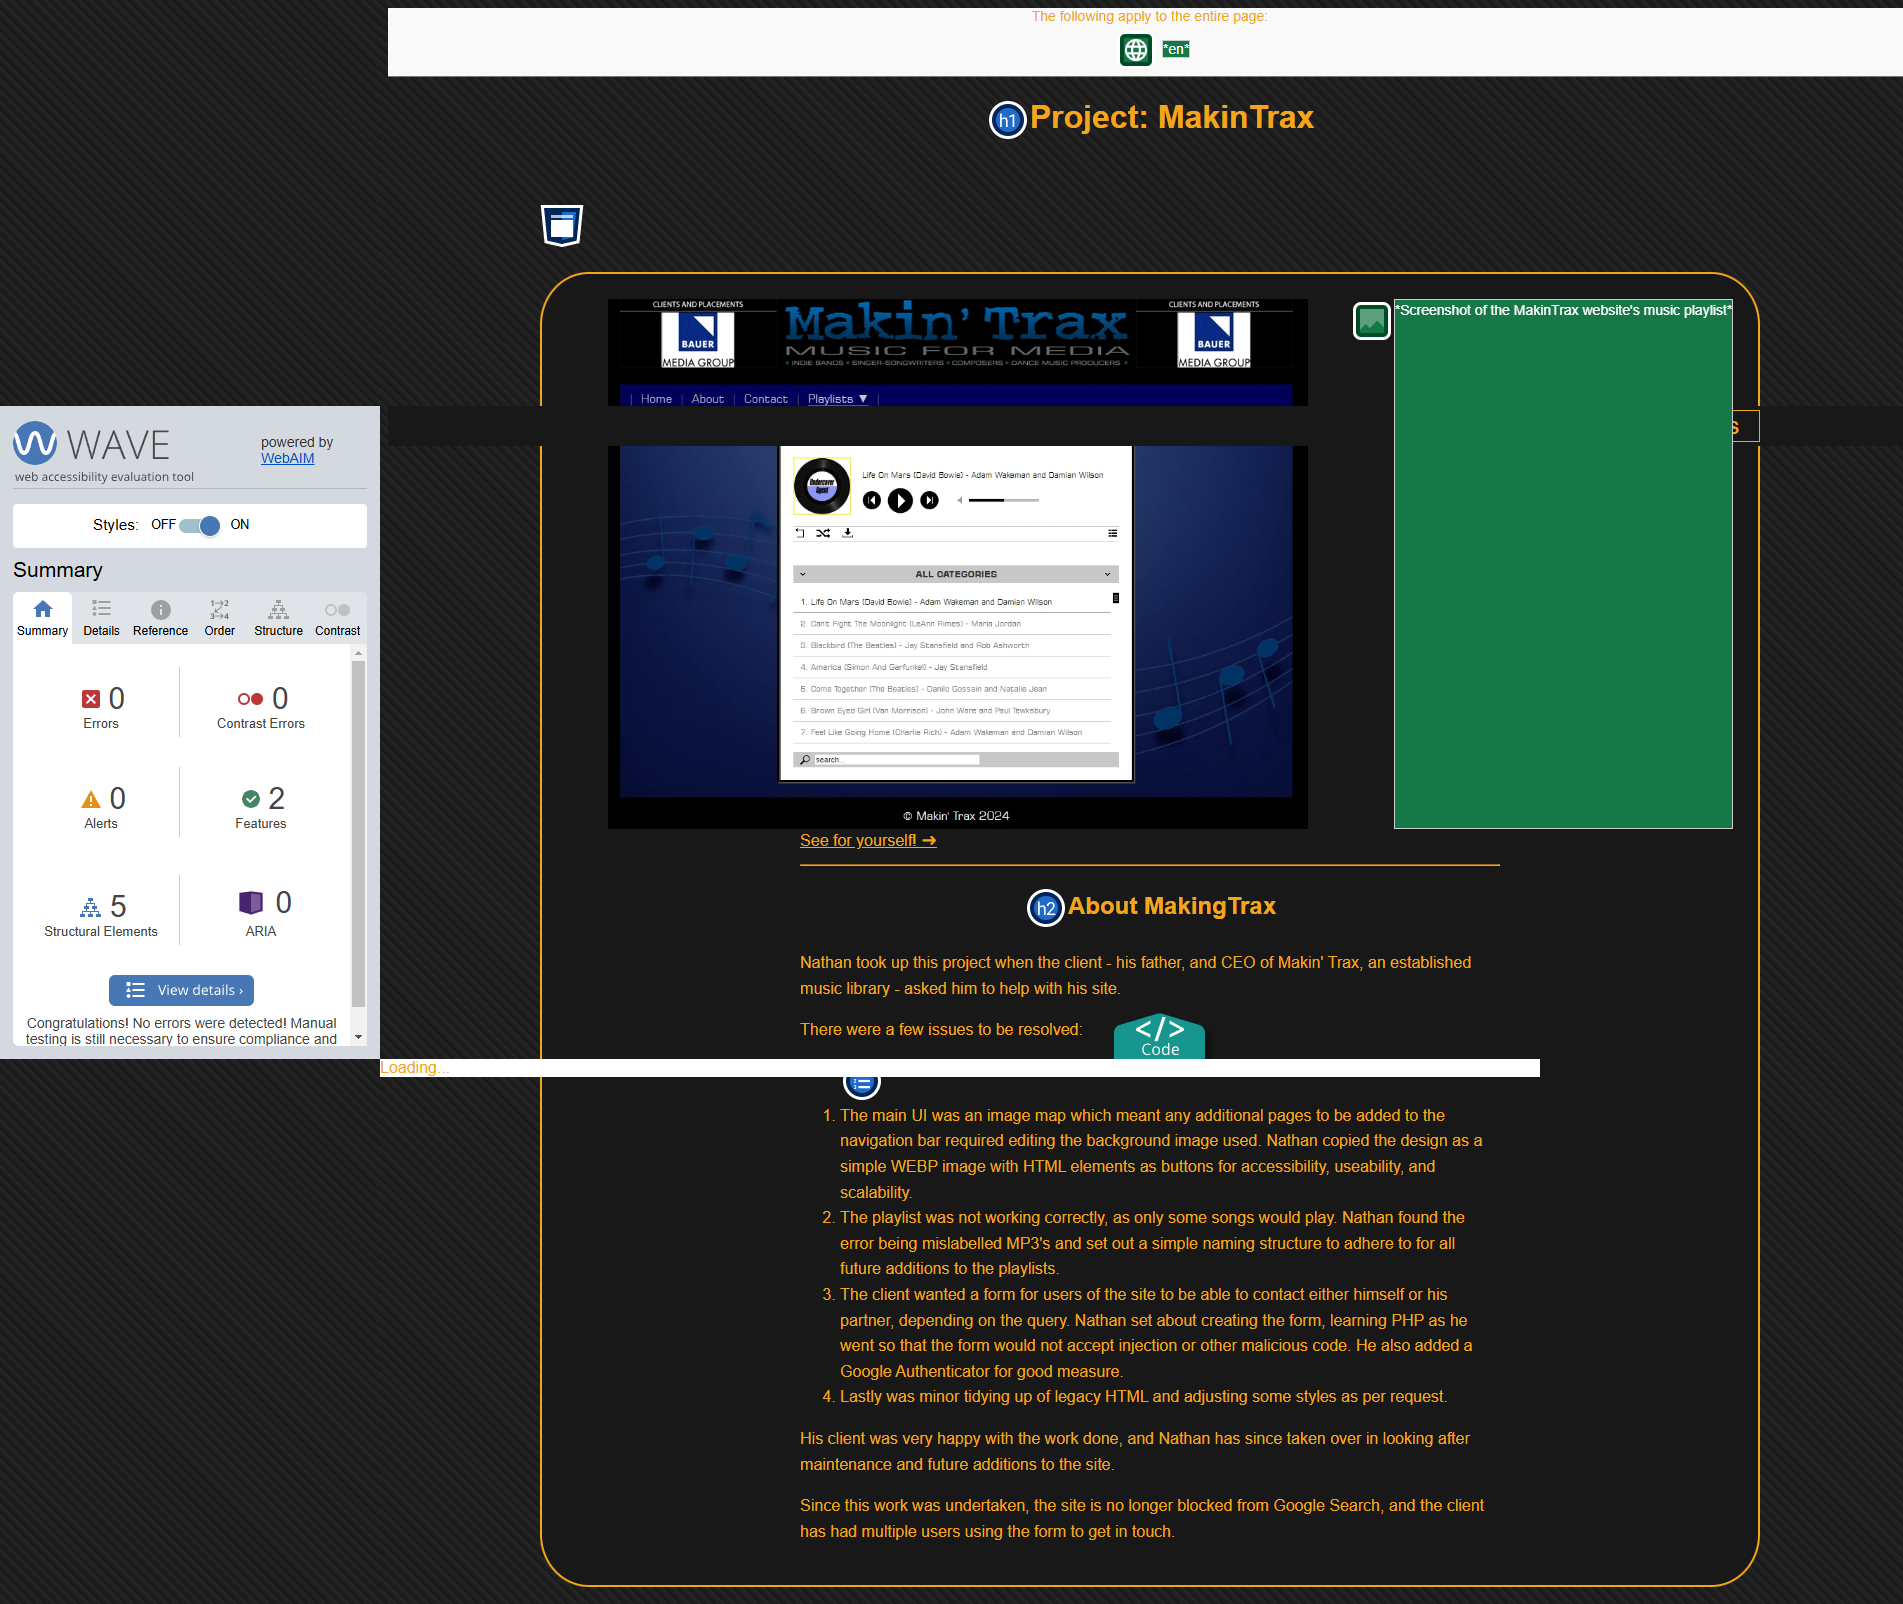 The following apply to the entire page:
*en*
h1 Project: MakinTrax
CLIENTS AND PLACEMENTS
BAUER
MEDIA GROUP
Makin' Trax
MUSIC FOR MEDIA
INDIE BANDS • SINGER-SONGWRITERS • COMPOSERS • DANCE MUSIC PRODUCERS
CLIENTS AND PLACEMENTS
BAUER
MEDIA GROUP
*Screenshot of the MakinTrax website's music playlist*
| Home | About | Contact | Playlists ▼ |
S
WAVE
web accessibility evaluation tool
powered by
WebAIM
Styles: OFF ON
Summary
Summary Details Reference Order Structure Contrast
0
Errors
0
Contrast Errors
0
Alerts
2
Features
5
Structural Elements
0
ARIA
View details ›
Congratulations! No errors were detected! Manual
testing is still necessary to ensure compliance and
Undercover
Life On Mars (David Bowie) - Adam Wakeman and Damian Wilson
ALL CATEGORIES
1. Life On Mars (David Bowie) - Adam Wakeman and Damian Wilson
2. Can't Fight The Moonlight (LeAnn Rimes) - Maria Jordan
3. Blackbird (The Beatles) - Jay Stansfield and Rob Ashworth
4. America (Simon And Garfunkel) - Jay Stansfield
5. Come Together (The Beatles) - Danilo Gossain and Natalie Jean
6. Brown Eyed Girl (Van Morrison) - John Ware and Paul Tewksbury
7. Feel Like Going Home (Charlie Rich) - Adam Wakeman and Damian Wilson
search...
© Makin' Trax 2024
See for yourself! ➔
h2 About MakingTrax
Nathan took up this project when the client - his father, and CEO of Makin' Trax, an established
music library - asked him to help with his site.
There were a few issues to be resolved:
</>
Code
Loading...
1. The main UI was an image map which meant any additional pages to be added to the
navigation bar required editing the background image used. Nathan copied the design as a
simple WEBP image with HTML elements as buttons for accessibility, useability, and
scalability.
2. The playlist was not working correctly, as only some songs would play. Nathan found the
error being mislabelled MP3's and set out a simple naming structure to adhere to for all
future additions to the playlists.
3. The client wanted a form for users of the site to be able to contact either himself or his
partner, depending on the query. Nathan set about creating the form, learning PHP as he
went so that the form would not accept injection or other malicious code. He also added a
Google Authenticator for good measure.
4. Lastly was minor tidying up of legacy HTML and adjusting some styles as per request.
His client was very happy with the work done, and Nathan has since taken over in looking after
maintenance and future additions to the site.
Since this work was undertaken, the site is no longer blocked from Google Search, and the client
has had multiple users using the form to get in touch.